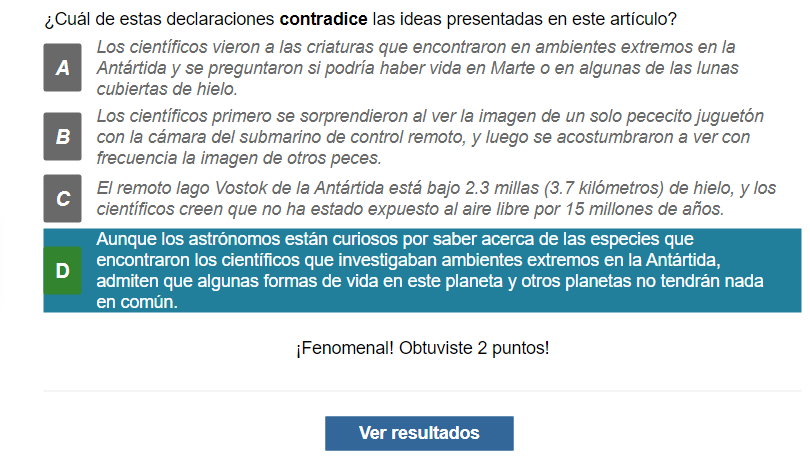 ¿Cuál de estas declaraciones contradice las ideas presentadas en este artículo?
A
Los científicos vieron a las criaturas que encontraron en ambientes extremos en la
Antártida y se preguntaron si podría haber vida en Marte o en algunas de las lunas
cubiertas de hielo.
B
Los científicos primero se sorprendieron al ver la imagen de un solo pececito juguetón
con la cámara del submarino de control remoto, y luego se acostumbraron a ver con
frecuencia la imagen de otros peces.
C
El remoto lago Vostok de la Antártida está bajo 2.3 millas (3.7 kilómetros) de hielo, y los
científicos creen que no ha estado expuesto al aire libre por 15 millones de años.
D
Aunque los astrónomos están curiosos por saber acerca de las especies que
encontraron los científicos que investigaban ambientes extremos en la Antártida,
admiten que algunas formas de vida en este planeta y otros planetas no tendrán nada
en común.
¡Fenomenal! Obtuviste 2 puntos!
Ver resultados